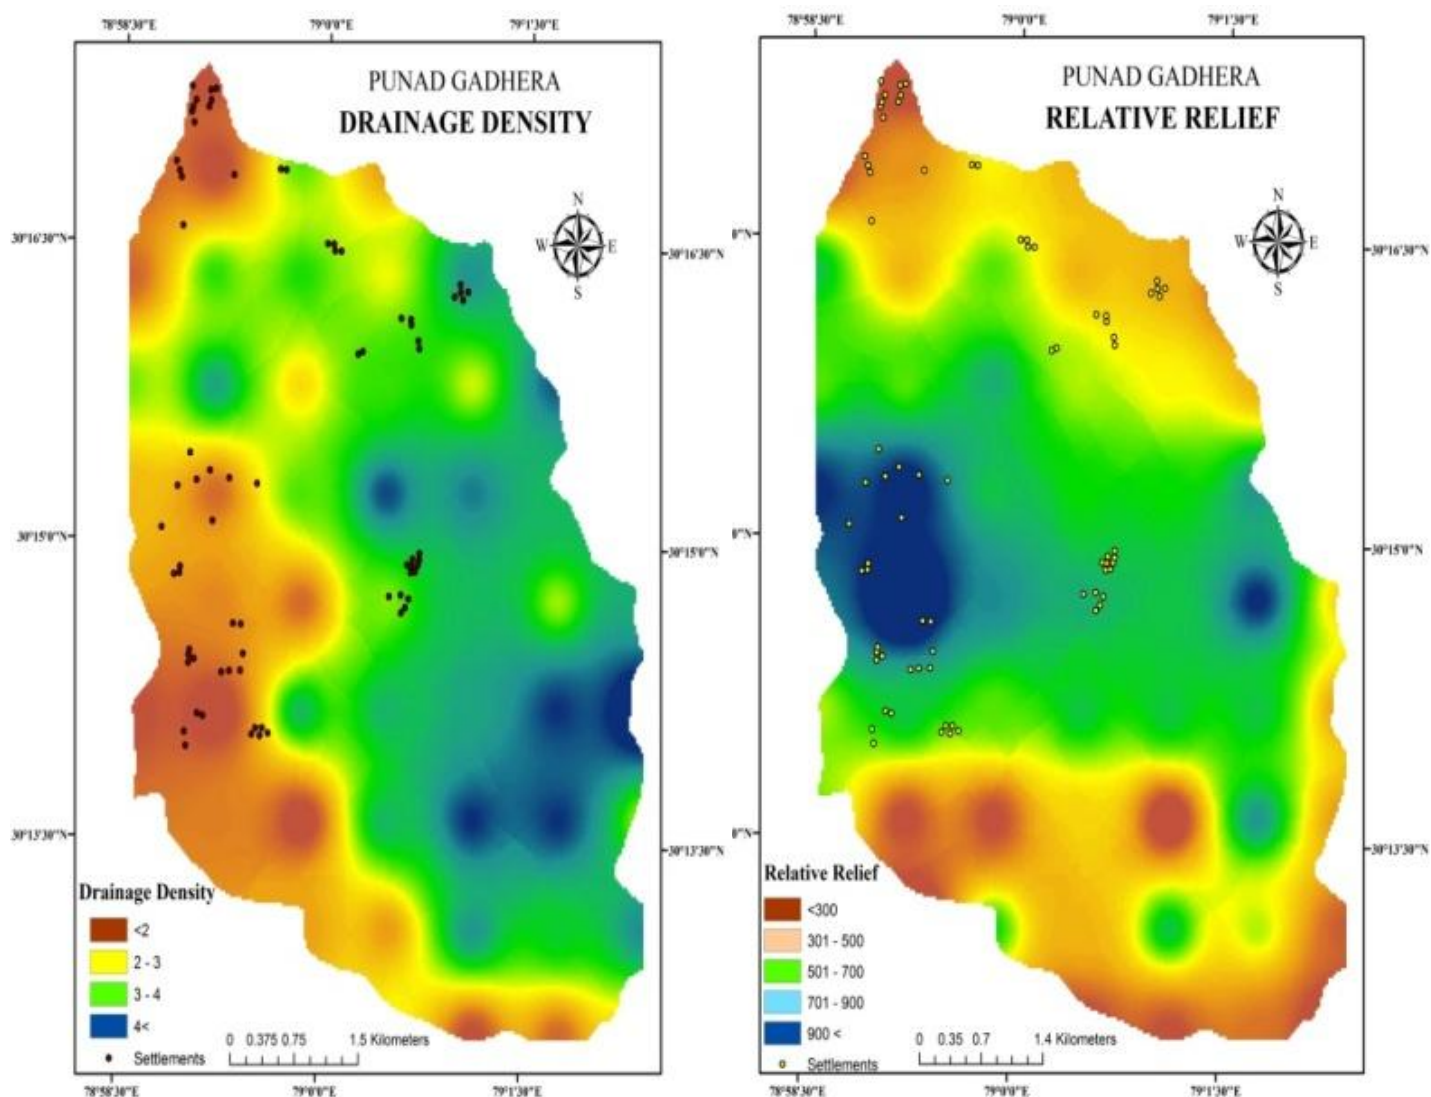 78°58'30"E 79°0'0"E 79°1'30"E
PUNAD GADHERA
DRAINAGE DENSITY
N
W E
S
30°16'30"N 30°16'30"N
30°15'0"N 30°15'0"N
30°13'30"N 30°13'30"N
Drainage Density
<2
2 - 3
3 - 4
4<
Settlements
0 0.375 0.75 1.5 Kilometers
78°58'30"E 79°0'0"E 79°1'30"E
78°58'30"E 79°0'0"E 79°1'30"E
PUNAD GADHERA
RELATIVE RELIEF
N
W E
S
0"N 30°16'30"N
0"N 30°15'0"N
0"N 30°13'30"N
Relative Relief
<300
301 - 500
501 - 700
701 - 900
900 <
Settlements
0 0.35 0.7 1.4 Kilometers
78°58'30"E 79°0'0"E 79°1'30"E